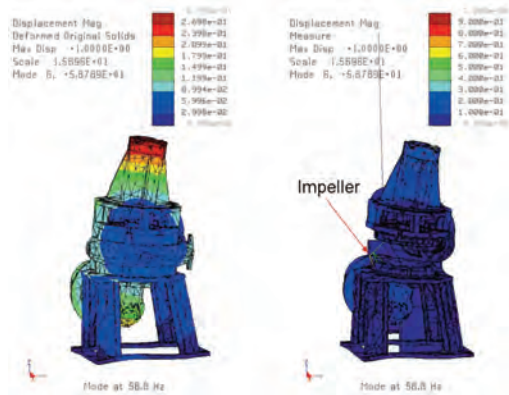 Displacement Mag
Deformed Original Solids
Max Disp +1.0000E+00
Scale 1.5896E+01
Mode 8, +5.8789E+01
2.698e-01
2.398e-01
2.099e-01
1.799e-01
1.499e-01
1.199e-01
8.994e-02
5.996e-02
2.998e-02
Mode at 58.8 Hz
Displacement Mag
Measure
Max Disp +1.0000E+00
Scale 1.5896E+01
Mode 8, +5.8789E+01
9.000e-01
8.000e-01
7.000e-01
6.000e-01
5.000e-01
4.000e-01
3.000e-01
2.000e-01
1.000e-01
Impeller
Mode at 58.8 Hz